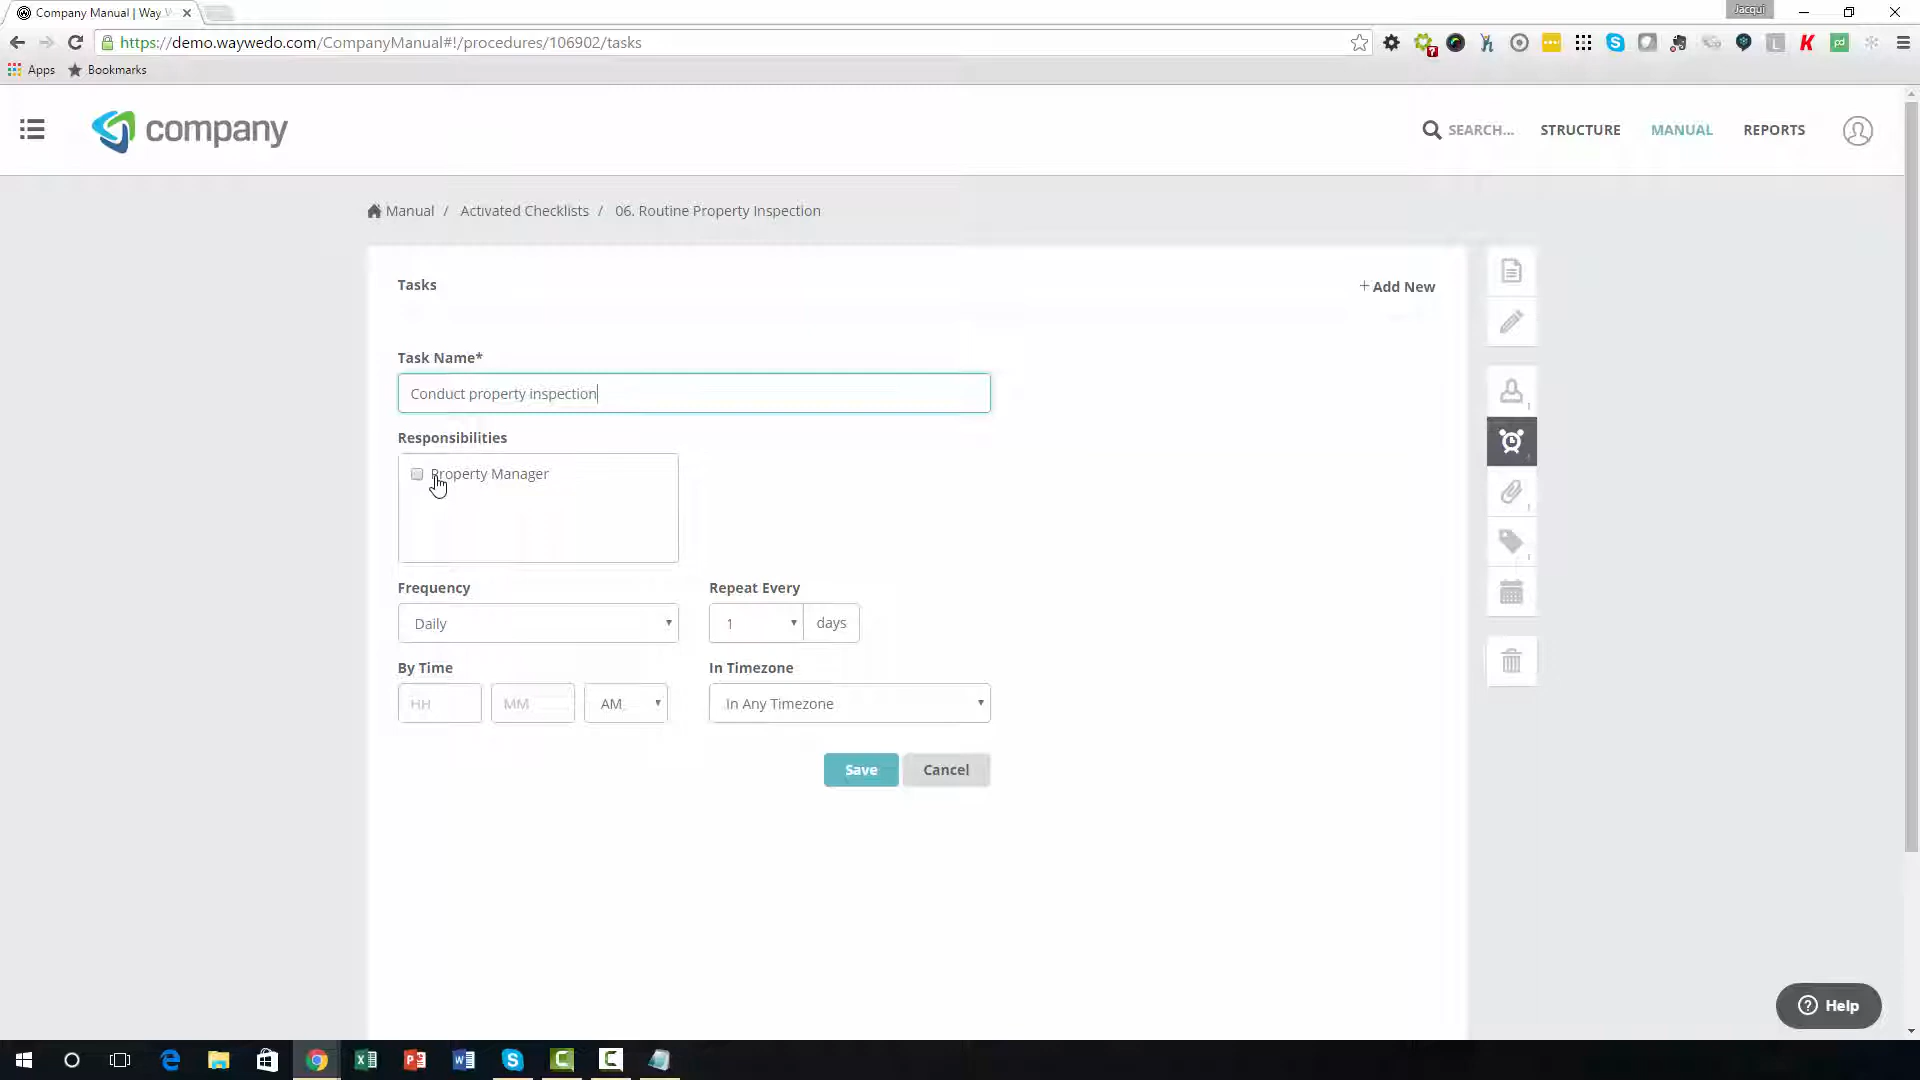 Company Manual | Way W
Jacqui
https://demo.waywedo.com/CompanyManual#!/procedures/106902/tasks
Apps Bookmarks
company
SEARCH... STRUCTURE MANUAL REPORTS
Manual / Activated Checklists / 06. Routine Property Inspection
Tasks
+ Add New
Task Name*
Conduct property inspection
Responsibilities
Property Manager
Frequency Repeat Every
Daily 1 days
By Time In Timezone
HH MM AM In Any Timezone
Save Cancel
Help